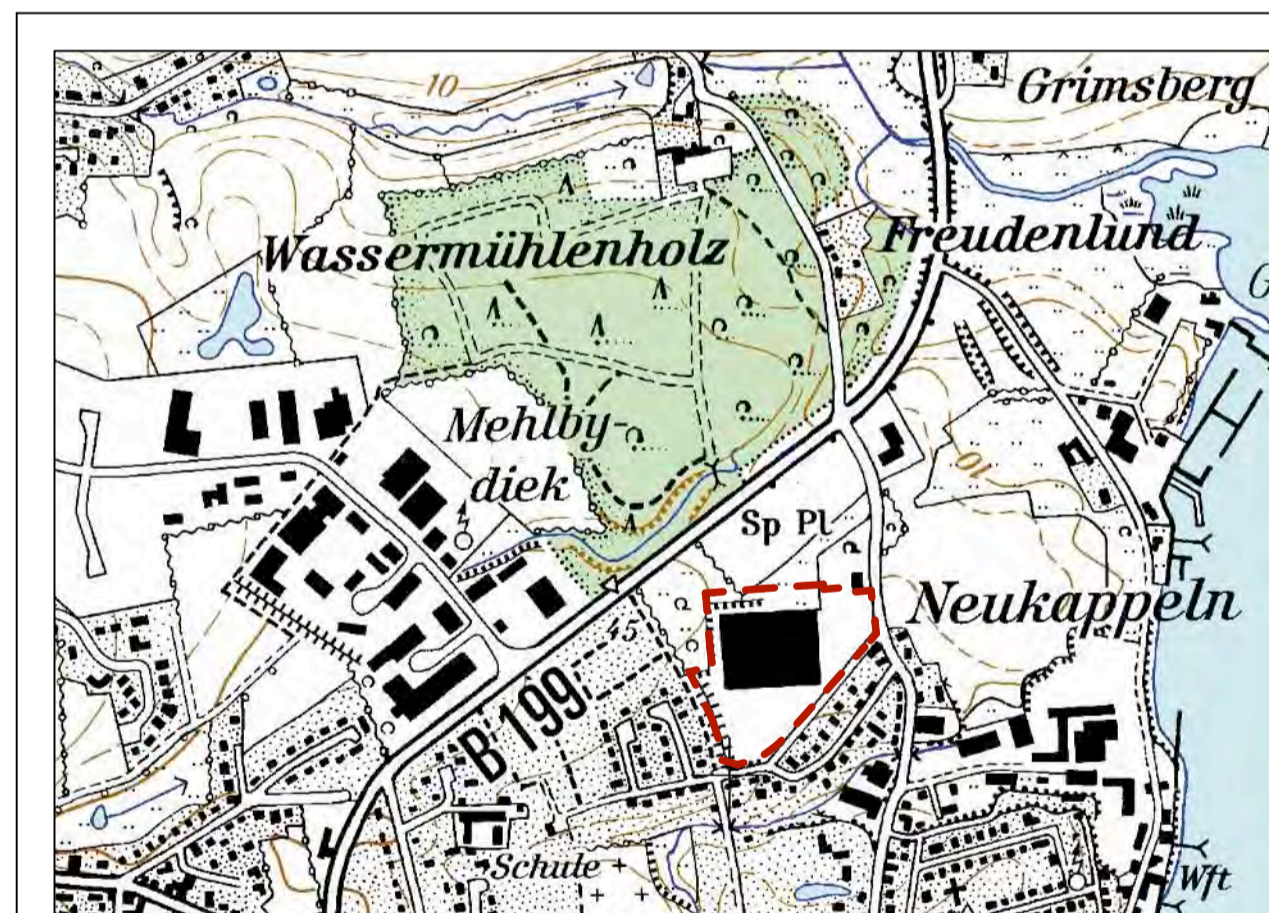 10
Grimsberg
Wassermühlenholz
Freudenlund
G
Mehlby-
diek
10
Sp Pl
Neukappeln
45
B 199
Schule
Wft